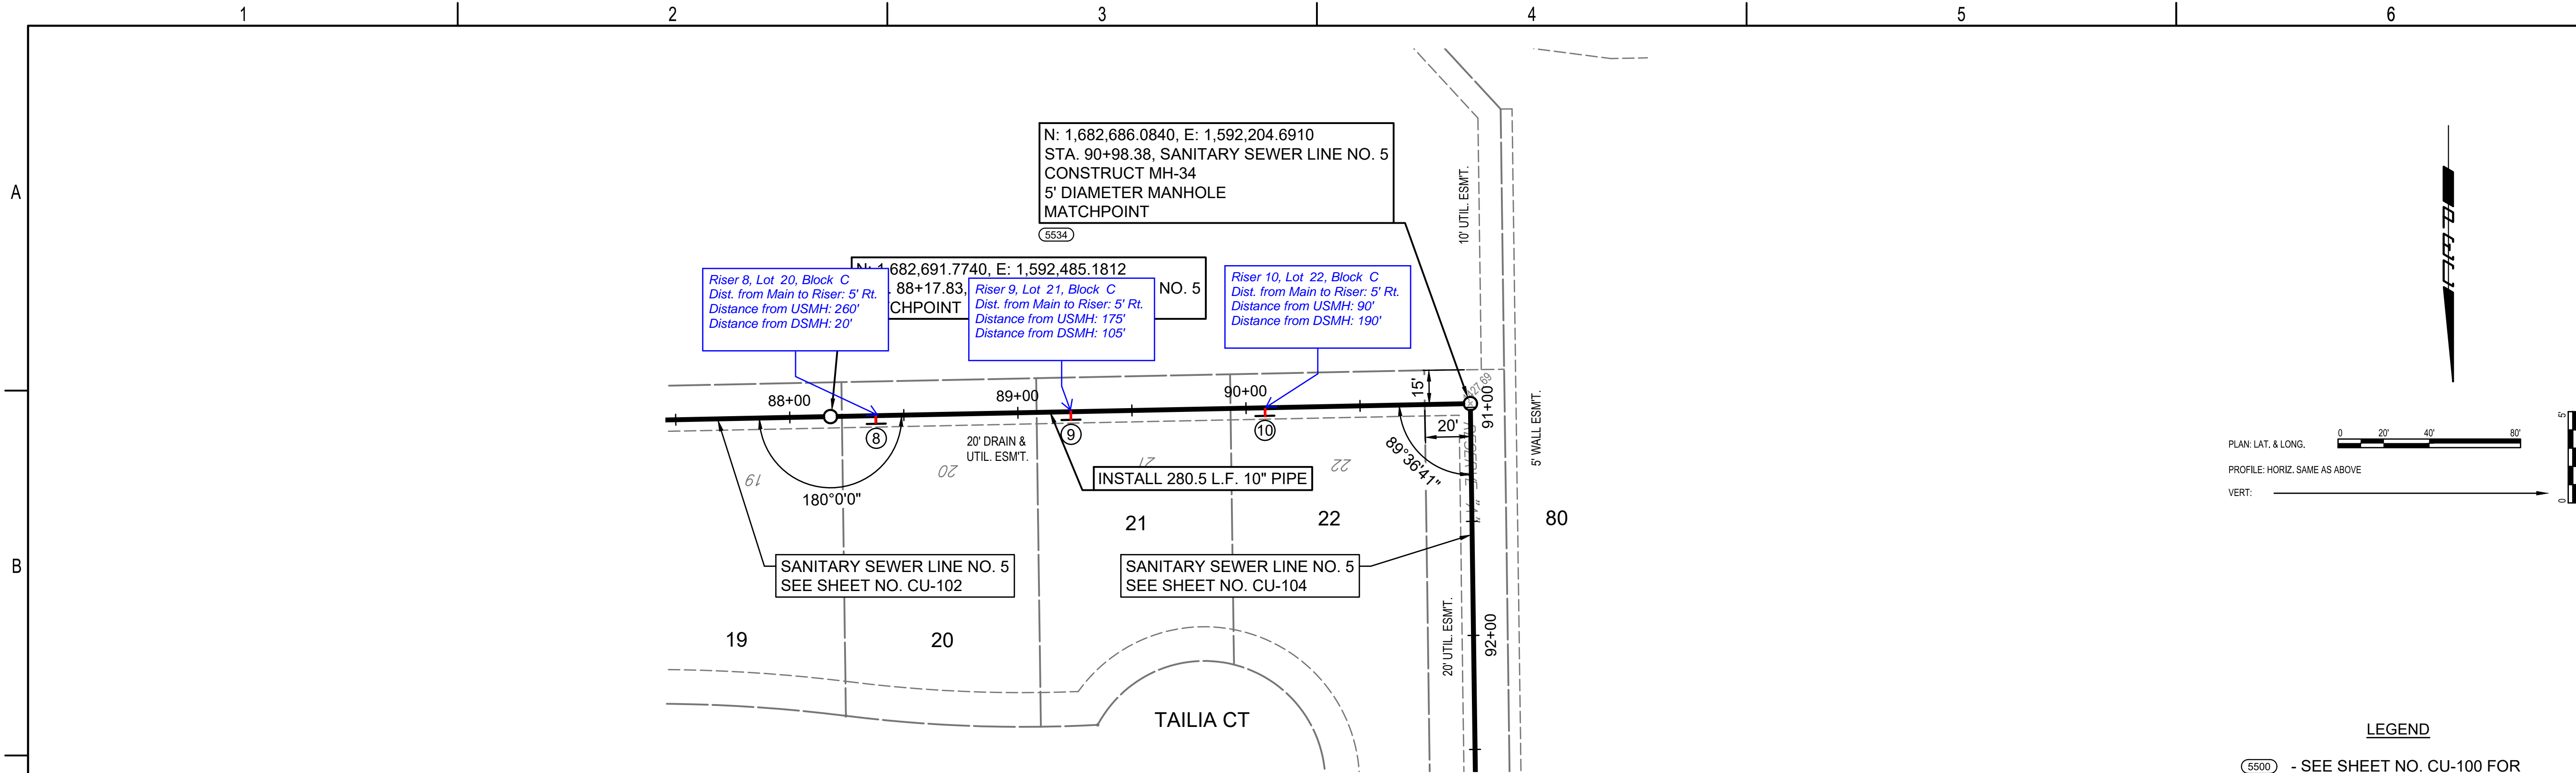 1
2
3
4
5
6
A
B
N: 1,682,686.0840, E: 1,592,204.6910
STA. 90+98.38, SANITARY SEWER LINE NO. 5
CONSTRUCT MH-34
5' DIAMETER MANHOLE
MATCHPOINT
5534
682,691.7740, E: 1,592,485.1812
88+17.83,
NO. 5
CHPOINT
Riser 8, Lot 20, Block C
Dist. from Main to Riser: 5' Rt.
Distance from USMH: 260'
Distance from DSMH: 20'
Riser 9, Lot 21, Block C
Dist. from Main to Riser: 5' Rt.
Distance from USMH: 175'
Distance from DSMH: 105'
Riser 10, Lot 22, Block C
Dist. from Main to Riser: 5' Rt.
Distance from USMH: 90'
Distance from DSMH: 190'
10' UTIL. ESM'T.
88+00
89+00
90+00
91+00
92+00
15'
20'
8
9
10
20' DRAIN &
UTIL. ESM'T.
5' WALL ESM'T.
19
20
21
22
180°0'0"
89°36'41"
INSTALL 280.5 L.F. 10" PIPE
21
22
80
SANITARY SEWER LINE NO. 5
SEE SHEET NO. CU-102
SANITARY SEWER LINE NO. 5
SEE SHEET NO. CU-104
19
20
20' UTIL. ESM'T.
TAILIA CT
PLAN: LAT. & LONG.
0 20' 40' 80'
PROFILE: HORIZ. SAME AS ABOVE
VERT:
5'
0
LEGEND
5500 - SEE SHEET NO. CU-100 FOR